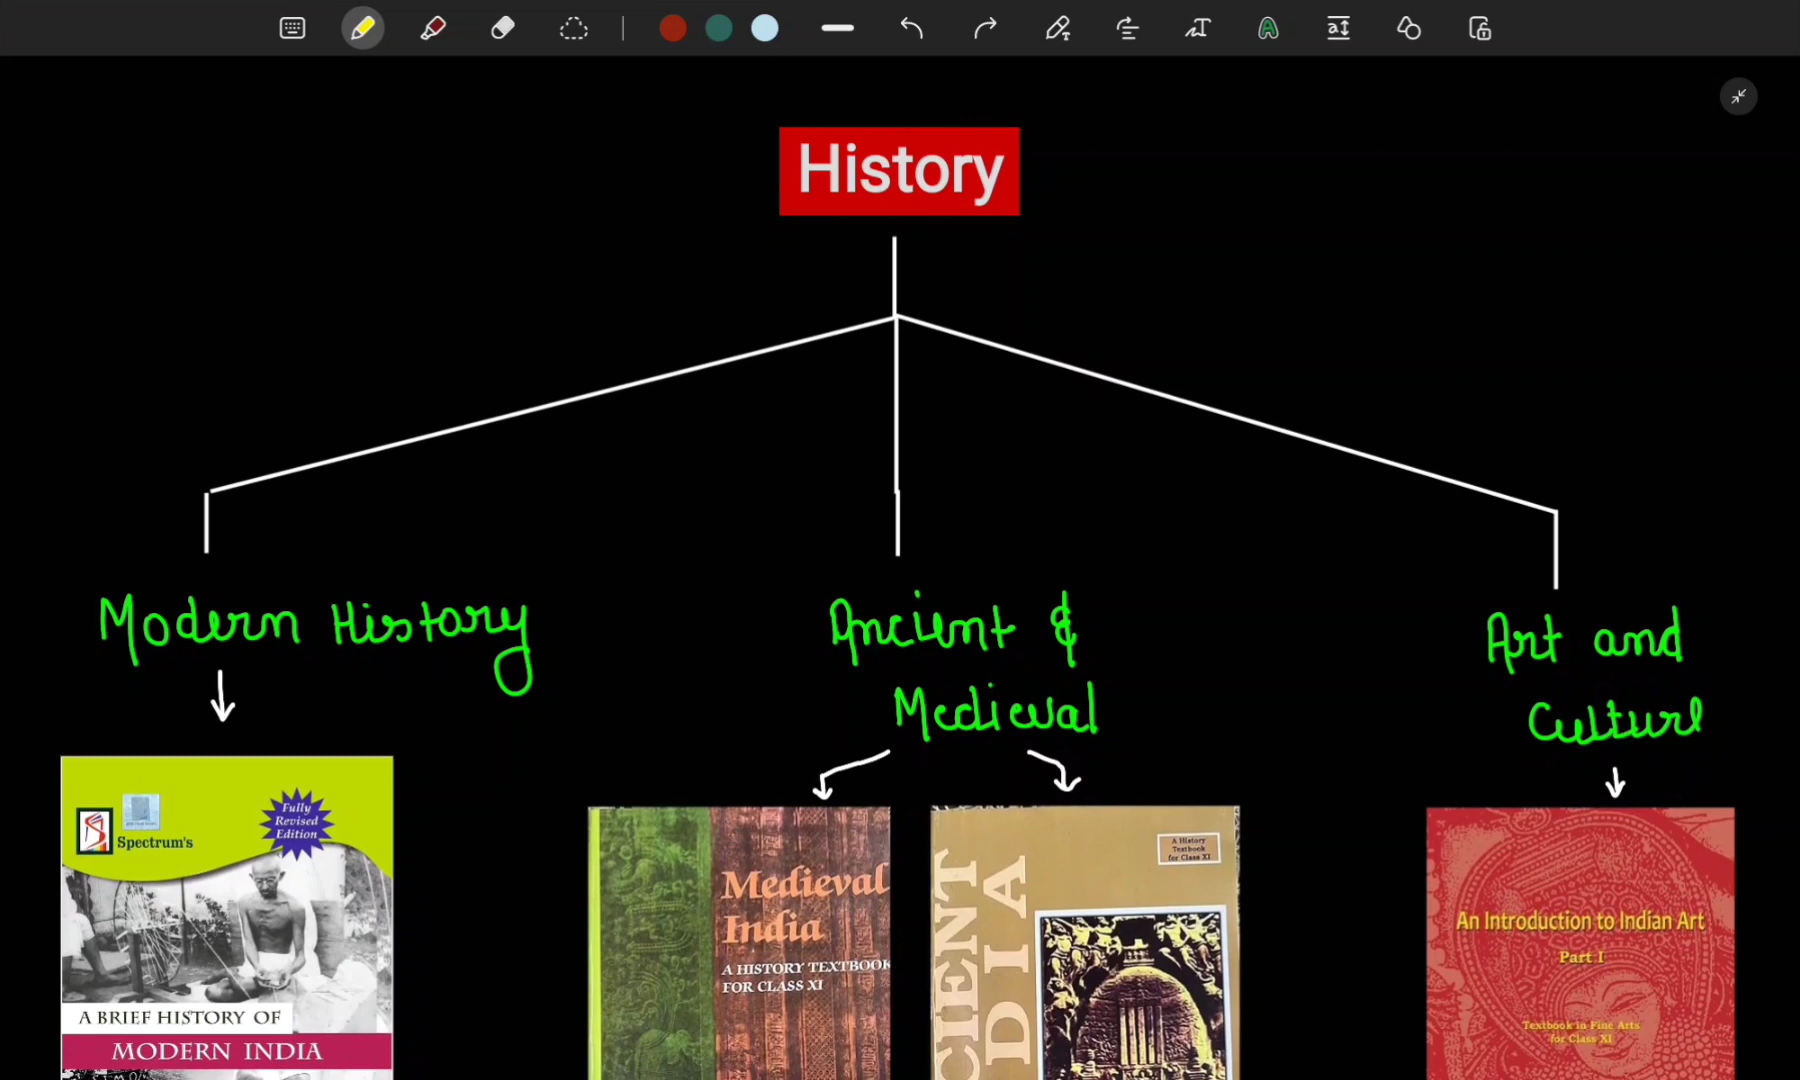 History
Modern History
Ancient &
Medieval
Art and
Culture
Spectrum's
Fully
Revised
Edition
A BRIEF HISTORY OF
MODERN INDIA
Medieval
India
A HISTORY TEXTBOOK
FOR CLASS XI
CIENT
DIA
A History
Textbook
for Class XI
An Introduction to Indian Art
Part I
Textbook in Fine Arts
for Class XI